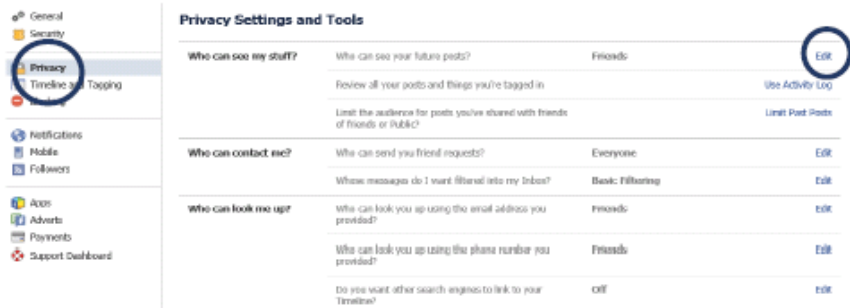 General
Security
Privacy
Timeline and Tagging
Notifications
Mobile
Followers
Apps
Adverts
Payments
Support Dashboard
Privacy Settings and Tools
Who can see my stuff?
Who can see your future posts?
Friends
Edit
Review all your posts and things you're tagged in
Use Activity Log
Limit the audience for posts you've shared with friends
of friends or Public?
Limit Past Posts
Who can contact me?
Who can send you friend requests?
Everyone
Edit
Whose messages do I want filtered into my Inbox?
Basic Filtering
Edit
Who can look me up?
Who can look you up using the email address you
provided?
Friends
Edit
Who can look you up using the phone number you
provided?
Friends
Edit
Do you want other search engines to link to your
Timeline?
Off
Edit